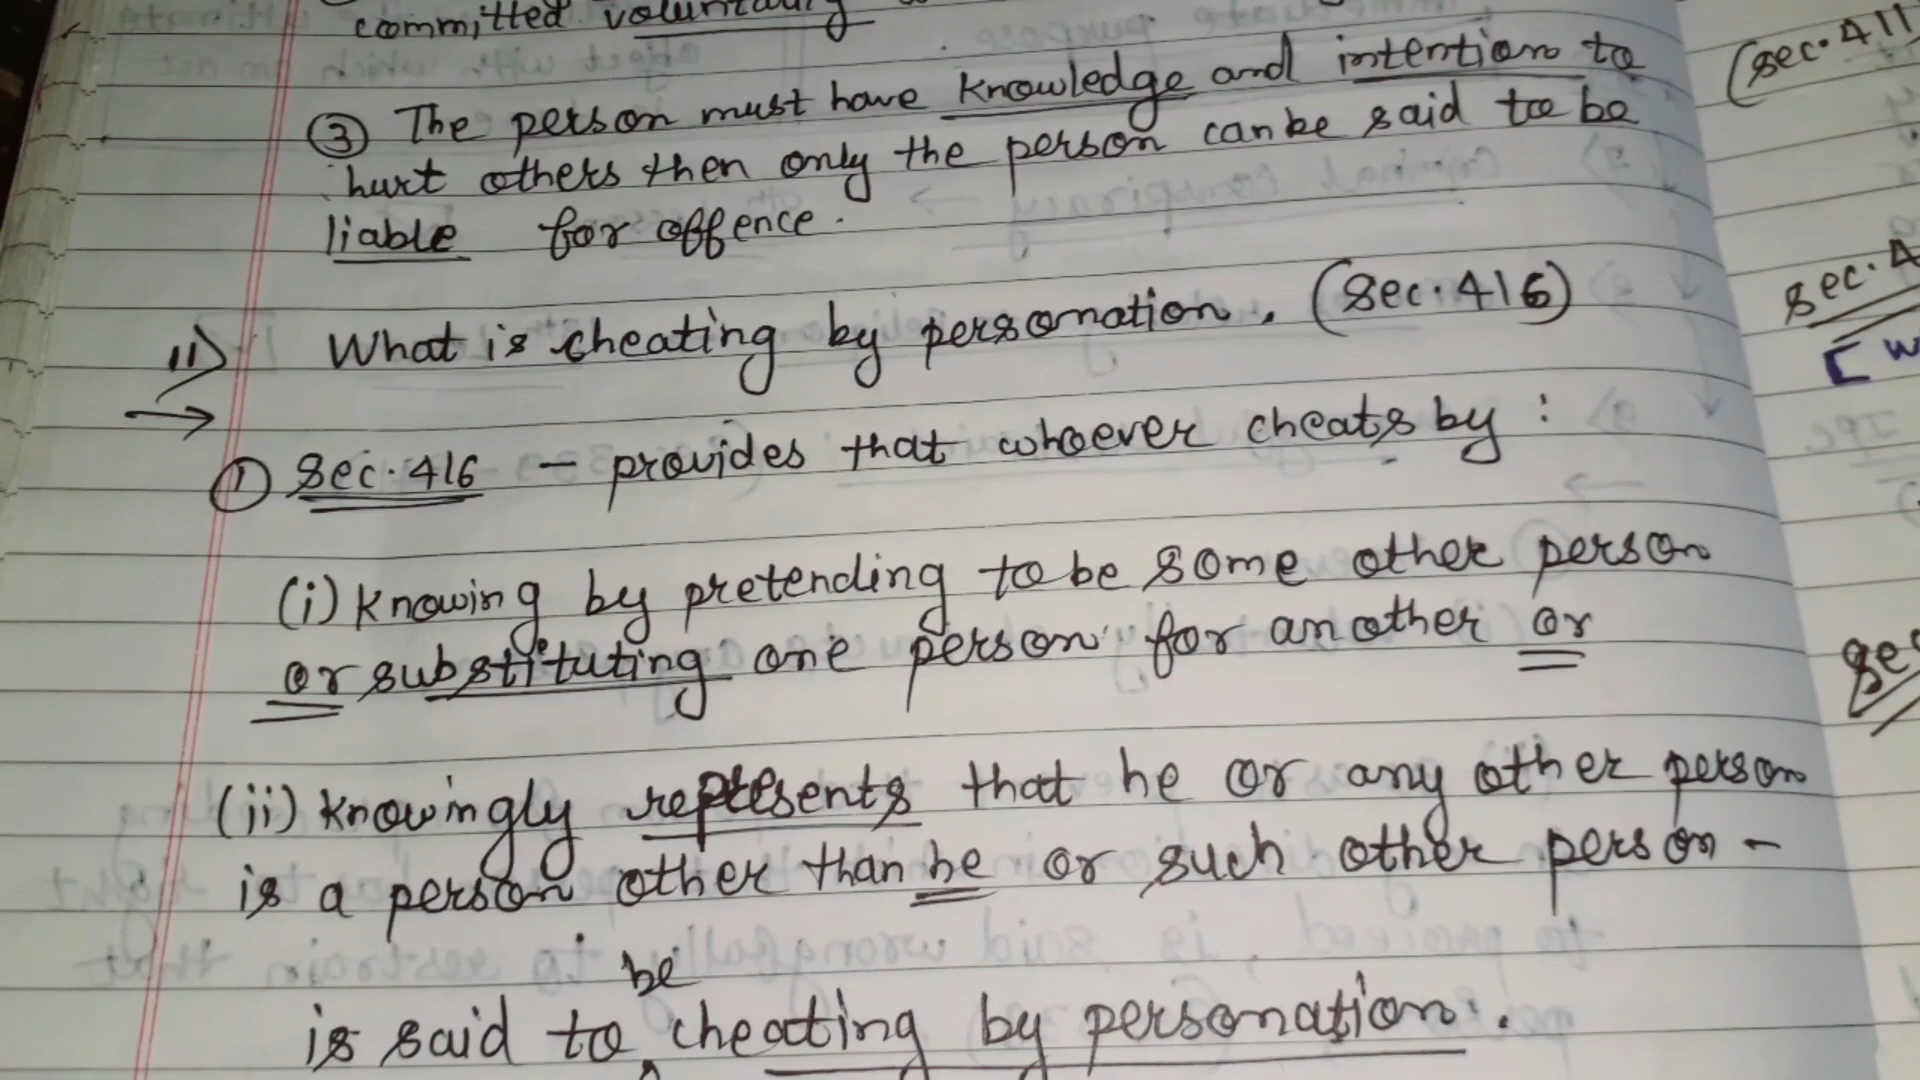 committed voluntarily
③ The person must have knowledge and intention to
hurt others then only the person can be said to be
liable for offence.
11) What is cheating by personation. (Sec. 416)
→
① Sec. 416 — provides that whoever cheats by :
(i) knowing by pretending to be some other person
or substituting one person for another or
(ii) knowingly represents that he or any other person
is a person other than he or such other person -
is said to be cheating by personation.
(Sec. 411
Sec. 4
[ W
Se